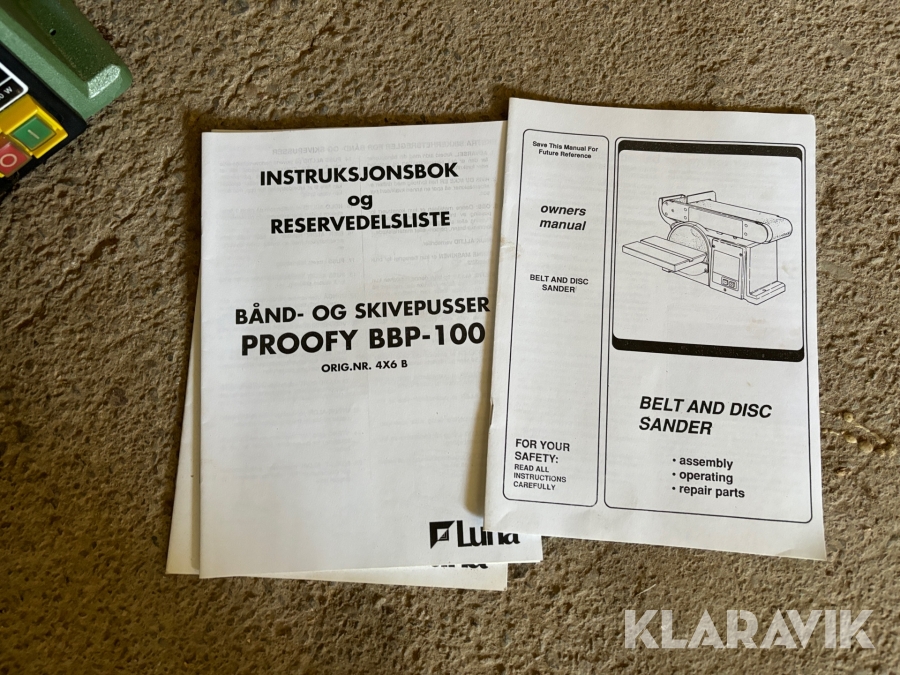 INSTRUKSJONSBOK
og
RESERVEDELSLISTE
BÅND- OG SKIVEPUSSER
PROOFY BBP-100
ORIG.NR. 4X6 B
Luna
Save This Manual For
Future Reference
owners
manual
BELT AND DISC
SANDER
FOR YOUR
SAFETY:
READ ALL
INSTRUCTIONS
CAREFULLY
BELT AND DISC
SANDER
• assembly
• operating
• repair parts
KLARAVIK